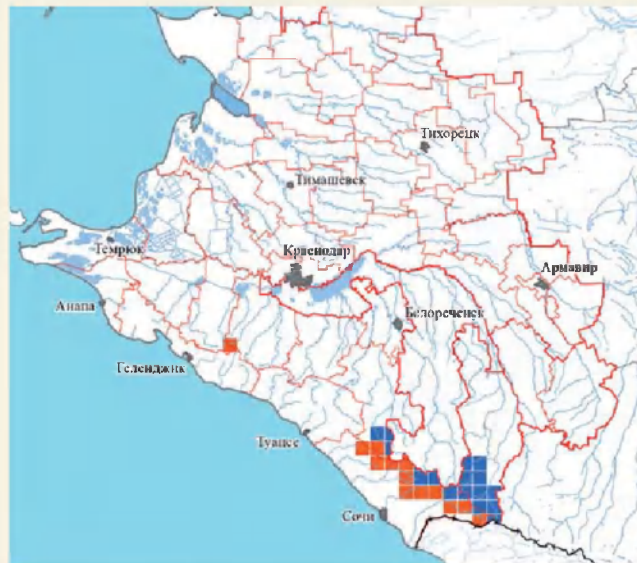 Тихорецк
Тимашевск
Темрюк
Краснодар
Армавир
Анапа
Белореченск
Геленджик
Туапсе
Сочи